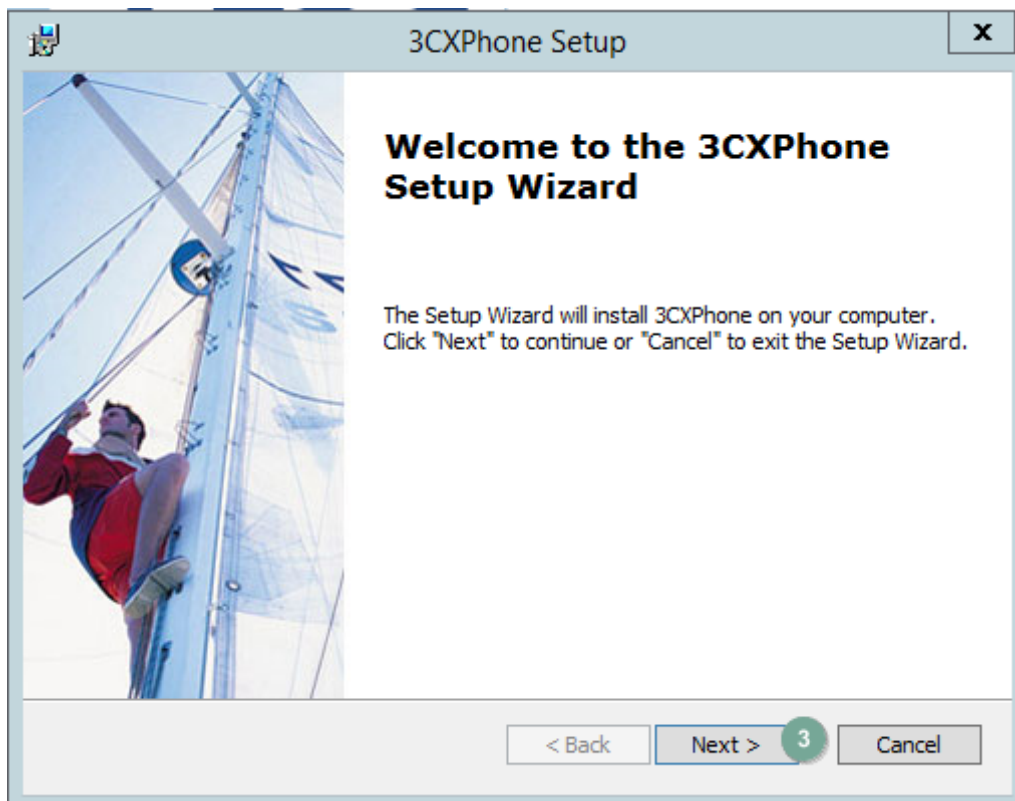 3CXPhone Setup
x
Welcome to the 3CXPhone
Setup Wizard
The Setup Wizard will install 3CXPhone on your computer.
Click "Next" to continue or "Cancel" to exit the Setup Wizard.
< Back
Next >
3
Cancel